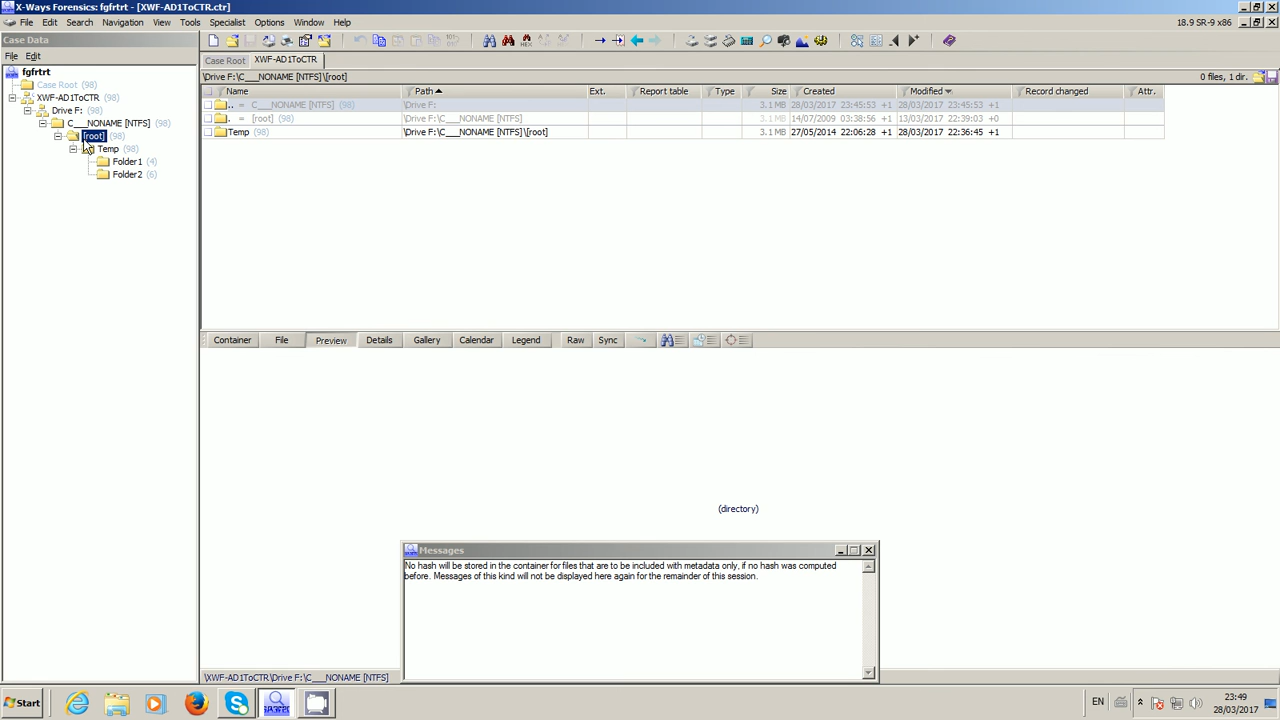 X-Ways Forensics: fgfrtrt - [XWF-AD1ToCTR.ctr]
File Edit Search Navigation View Tools Specialist Options Window Help 18.9 SR-9 x86
Case Data
File Edit
fgfrtrt
Case Root (98)
XWF-AD1ToCTR (98)
Drive F: (98)
C___NONAME [NTFS] (98)
[root] (98)
Temp (98)
Folder1 (4)
Folder2 (6)
Case Root XWF-AD1ToCTR
\Drive F:\C___NONAME [NTFS]\[root] 0 files, 1 dir.
Name Path Ext. Report table Type Size Created Modified Record changed Attr.
.. = C___NONAME [NTFS] (98) \Drive F: 3.1 MB 28/03/2017 23:45:53 +1 28/03/2017 23:45:53 +1
. = [root] (98) \Drive F:\C___NONAME [NTFS] 3.1 MB 14/07/2009 03:38:56 +1 13/03/2017 22:39:03 +0
Temp (98) \Drive F:\C___NONAME [NTFS]\[root] 3.1 MB 27/05/2014 22:06:28 +1 28/03/2017 22:36:45 +1
Container File Preview Details Gallery Calendar Legend Raw Sync
(directory)
Messages
No hash will be stored in the container for files that are to be included with metadata only, if no hash was computed
before. Messages of this kind will not be displayed here again for the remainder of this session.
\XWF-AD1ToCTR\Drive F:\C___NONAME [NTFS]
Start EN 23:49
28/03/2017